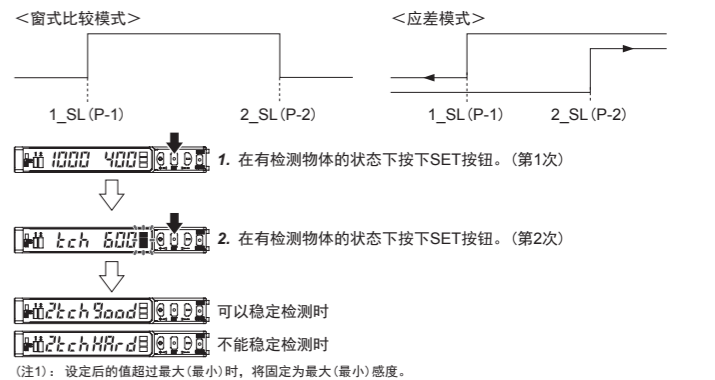 ＜窗式比较模式＞ ＜应差模式＞
1_SL(P-1) 2_SL(P-2) 1_SL(P-1) 2_SL(P-2)
1000 400
1. 在有检测物体的状态下按下SET按钮。(第1次)
tch 600
2. 在有检测物体的状态下按下SET按钮。(第2次)
2tchGood
可以稳定检测时
2tchHArd
不能稳定检测时
(注1)： 设定后的值超过最大(最小)时，将固定为最大(最小)感度。